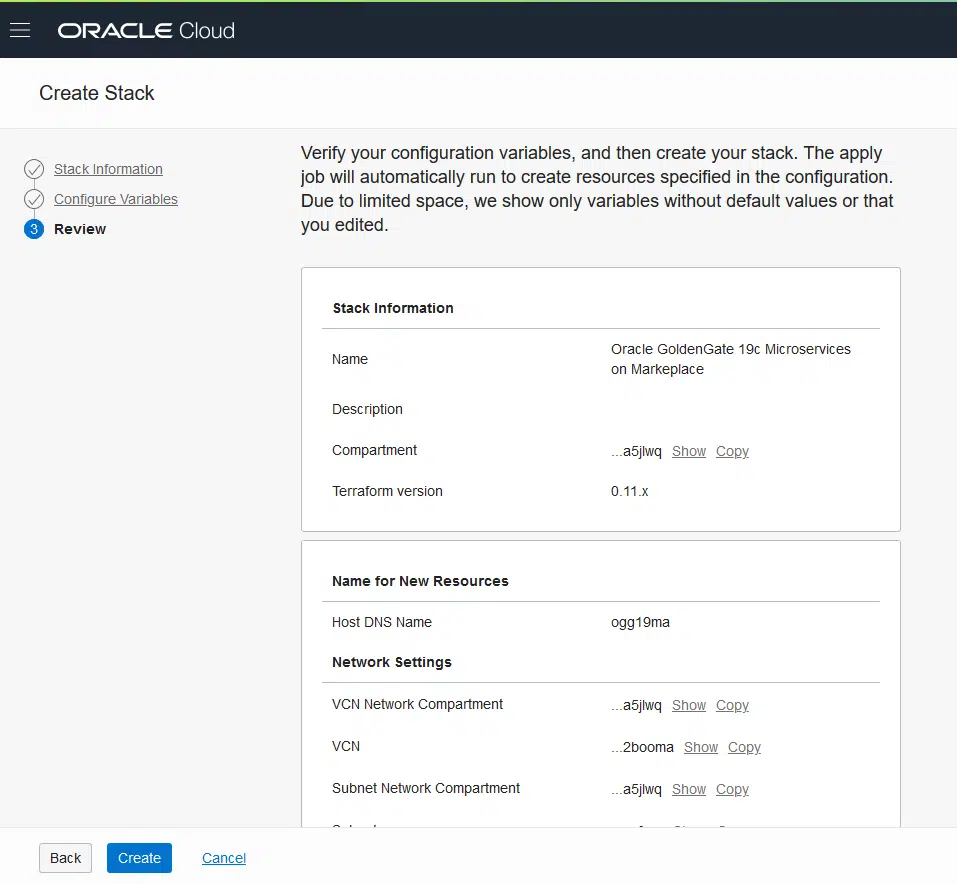 ORACLE Cloud
Create Stack
Stack Information
Configure Variables
3 Review
Verify your configuration variables, and then create your stack. The apply
job will automatically run to create resources specified in the configuration.
Due to limited space, we show only variables without default values or that
you edited.
Stack Information
Name
Oracle GoldenGate 19c Microservices
on Markeplace
Description
Compartment ...a5jlwq Show Copy
Terraform version 0.11.x
Name for New Resources
Host DNS Name ogg19ma
Network Settings
VCN Network Compartment ...a5jlwq Show Copy
VCN ...2booma Show Copy
Subnet Network Compartment ...a5jlwq Show Copy
Back Create Cancel